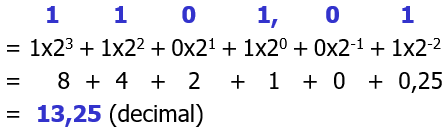 1 1 0 1, 0 1
= 1x2³ + 1x2² + 0x2¹ + 1x2⁰ + 0x2⁻¹ + 1x2⁻²
= 8 + 4 + 2 + 1 + 0 + 0,25
= 13,25 (decimal)